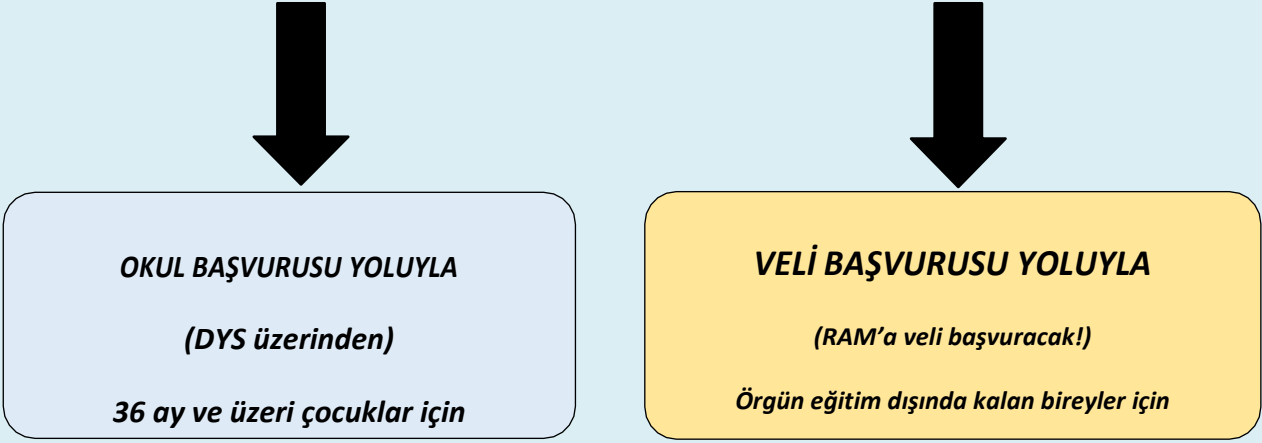 OKUL BAŞVURUSU YOLUYLA
(DYS üzerinden)
36 ay ve üzeri çocuklar için
VELİ BAŞVURUSU YOLUYLA
(RAM’a veli başvuracak!)
Örgün eğitim dışında kalan bireyler için